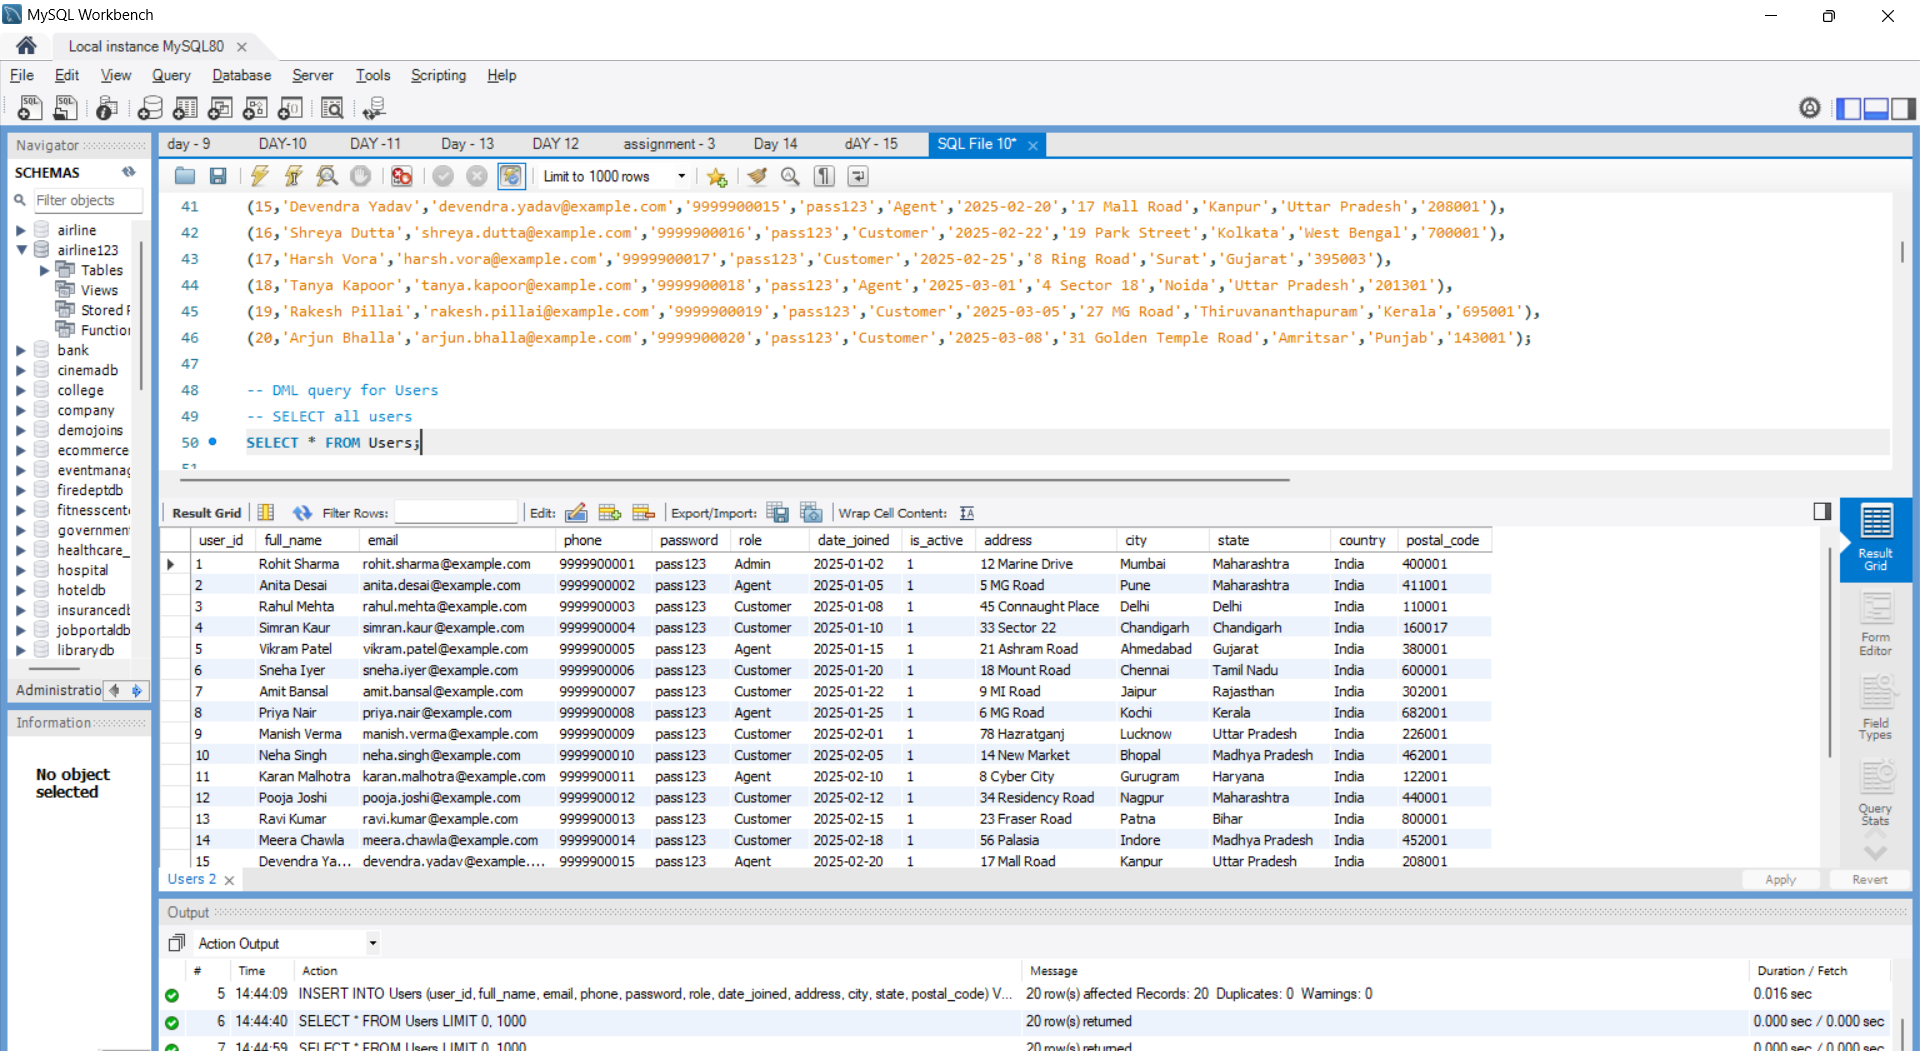 MySQL Workbench
Local instance MySQL80
File Edit View Query Database Server Tools Scripting Help
Navigator
SCHEMAS
Filter objects
airline
airline123
Tables
Views
Stored P
Function
bank
cinemadb
college
company
demojoins
ecommerce
eventmanag
firedeptdb
fitnesscent
government
healthcare_
hospital
hoteldb
insurancedb
jobportaldb
librarydb
Administratio
Information
No object
selected
day - 9 DAY-10 DAY -11 Day - 13 DAY 12 assignment - 3 Day 14 dAY - 15 SQL File 10*
Limit to 1000 rows
41 (15,'Devendra Yadav','devendra.yadav@example.com','9999900015','pass123','Agent','2025-02-20','17 Mall Road','Kanpur','Uttar Pradesh','208001'),
42 (16,'Shreya Dutta','shreya.dutta@example.com','9999900016','pass123','Customer','2025-02-22','19 Park Street','Kolkata','West Bengal','700001'),
43 (17,'Harsh Vora','harsh.vora@example.com','9999900017','pass123','Customer','2025-02-25','8 Ring Road','Surat','Gujarat','395003'),
44 (18,'Tanya Kapoor','tanya.kapoor@example.com','9999900018','pass123','Agent','2025-03-01','4 Sector 18','Noida','Uttar Pradesh','201301'),
45 (19,'Rakesh Pillai','rakesh.pillai@example.com','9999900019','pass123','Customer','2025-03-05','27 MG Road','Thiruvananthapuram','Kerala','695001'),
46 (20,'Arjun Bhalla','arjun.bhalla@example.com','9999900020','pass123','Customer','2025-03-08','31 Golden Temple Road','Amritsar','Punjab','143001');
47
48 -- DML query for Users
49 -- SELECT all users
50 SELECT * FROM Users;
51
Result Grid Filter Rows: Edit: Export/Import: Wrap Cell Content:
user_id full_name email phone password role date_joined is_active address city state country postal_code
1 Rohit Sharma rohit.sharma@example.com 9999900001 pass123 Admin 2025-01-02 1 12 Marine Drive Mumbai Maharashtra India 400001
2 Anita Desai anita.desai@example.com 9999900002 pass123 Agent 2025-01-05 1 5 MG Road Pune Maharashtra India 411001
3 Rahul Mehta rahul.mehta@example.com 9999900003 pass123 Customer 2025-01-08 1 45 Connaught Place Delhi Delhi India 110001
4 Simran Kaur simran.kaur@example.com 9999900004 pass123 Customer 2025-01-10 1 33 Sector 22 Chandigarh Chandigarh India 160017
5 Vikram Patel vikram.patel@example.com 9999900005 pass123 Agent 2025-01-15 1 21 Ashram Road Ahmedabad Gujarat India 380001
6 Sneha Iyer sneha.iyer@example.com 9999900006 pass123 Customer 2025-01-20 1 18 Mount Road Chennai Tamil Nadu India 600001
7 Amit Bansal amit.bansal@example.com 9999900007 pass123 Customer 2025-01-22 1 9 MI Road Jaipur Rajasthan India 302001
8 Priya Nair priya.nair@example.com 9999900008 pass123 Agent 2025-01-25 1 6 MG Road Kochi Kerala India 682001
9 Manish Verma manish.verma@example.com 9999900009 pass123 Customer 2025-02-01 1 78 Hazratganj Lucknow Uttar Pradesh India 226001
10 Neha Singh neha.singh@example.com 9999900010 pass123 Customer 2025-02-05 1 14 New Market Bhopal Madhya Pradesh India 462001
11 Karan Malhotra karan.malhotra@example.com 9999900011 pass123 Agent 2025-02-10 1 8 Cyber City Gurugram Haryana India 122001
12 Pooja Joshi pooja.joshi@example.com 9999900012 pass123 Customer 2025-02-12 1 34 Residency Road Nagpur Maharashtra India 440001
13 Ravi Kumar ravi.kumar@example.com 9999900013 pass123 Customer 2025-02-15 1 23 Fraser Road Patna Bihar India 800001
14 Meera Chawla meera.chawla@example.com 9999900014 pass123 Customer 2025-02-18 1 56 Palasia Indore Madhya Pradesh India 452001
15 Devendra Ya... devendra.yadav@example.... 9999900015 pass123 Agent 2025-02-20 1 17 Mall Road Kanpur Uttar Pradesh India 208001
Result
Grid
Form
Editor
Field
Types
Query
Stats
Users 2
Apply Revert
Output
Action Output
# Time Action Message Duration / Fetch
5 14:44:09 INSERT INTO Users (user_id, full_name, email, phone, password, role, date_joined, address, city, state, postal_code) V... 20 row(s) affected Records: 20 Duplicates: 0 Warnings: 0 0.016 sec
6 14:44:40 SELECT * FROM Users LIMIT 0, 1000 20 row(s) returned 0.000 sec / 0.000 sec
7 14:44:59 SELECT * FROM Users LIMIT 0, 1000 20 row(s) returned 0.000 sec / 0.000 sec